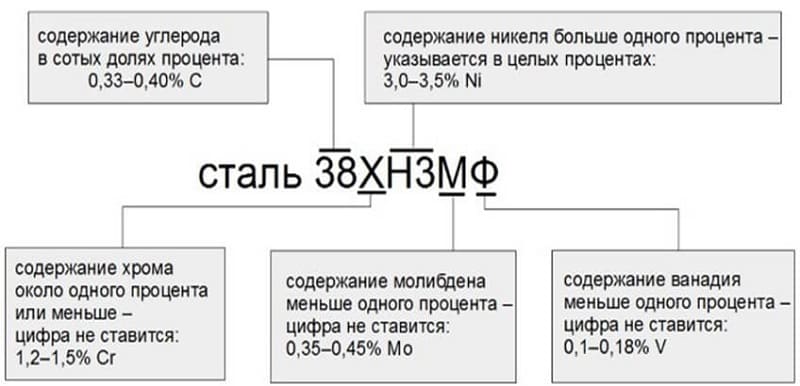 содержание углерода
в сотых долях процента:
0,33–0,40% C
содержание никеля больше одного процента –
указывается в целых процентах:
3,0–3,5% Ni
сталь 38ХН3МФ
содержание хрома
около одного процента
или меньше –
цифра не ставится:
1,2–1,5% Cr
содержание молибдена
меньше одного процента –
цифра не ставится:
0,35–0,45% Mo
содержание ванадия
меньше одного процента –
цифра не ставится:
0,1–0,18% V